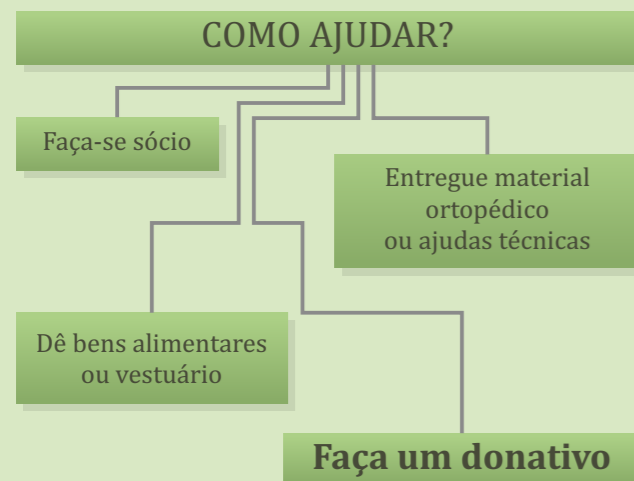 COMO AJUDAR?
Faça-se sócio
Entregue material
ortopédico
ou ajudas técnicas
Dê bens alimentares
ou vestuário
Faça um donativo